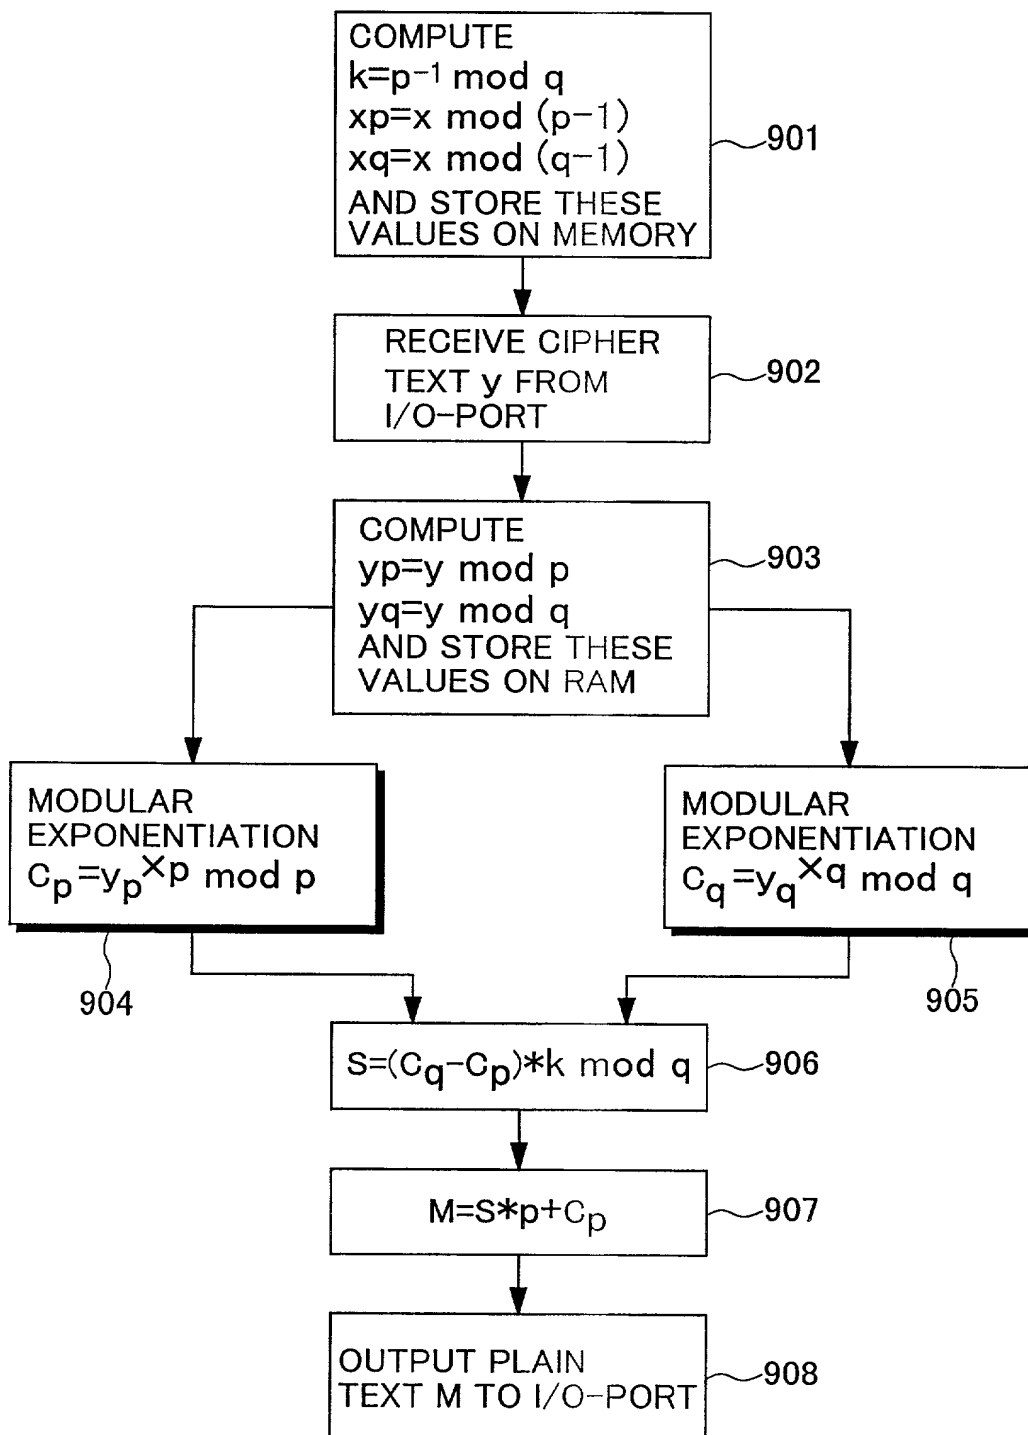 COMPUTE
k=p⁻¹ mod q
xp=x mod (p-1)
xq=x mod (q-1)
AND STORE THESE
VALUES ON MEMORY
901
RECEIVE CIPHER
TEXT y FROM
I/O-PORT
902
COMPUTE
yp=y mod p
yq=y mod q
AND STORE THESE
VALUES ON RAM
903
MODULAR
EXPONENTIATION
Cp=yp^xp mod p
904
MODULAR
EXPONENTIATION
Cq=yq^xq mod q
905
S=(Cq-Cp)*k mod q
906
M=S*p+Cp
907
OUTPUT PLAIN
TEXT M TO I/O-PORT
908